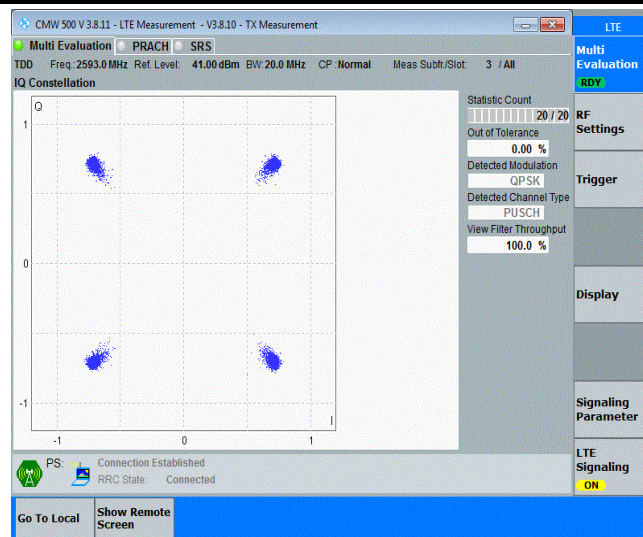 CMW 500 V 3.8.11 - LTE Measurement - V3.8.10 - TX Measurement
LTE
Multi Evaluation PRACH SRS
Multi
Evaluation
RDY
TDD Freq.: 2593.0 MHz Ref. Level: 41.00 dBm BW: 20.0 MHz CP: Normal Meas Subfr./Slot: 3 / All
IQ Constellation
Q
1
0
-1
I
-1 0 1
Statistic Count
20 / 20
Out of Tolerance
0.00 %
Detected Modulation
QPSK
Detected Channel Type
PUSCH
View Filter Throughput
100.0 %
RF
Settings
Trigger
Display
Signaling
Parameter
LTE
Signaling
ON
PS: Connection Established
RRC State: Connected
Go To Local
Show Remote
Screen